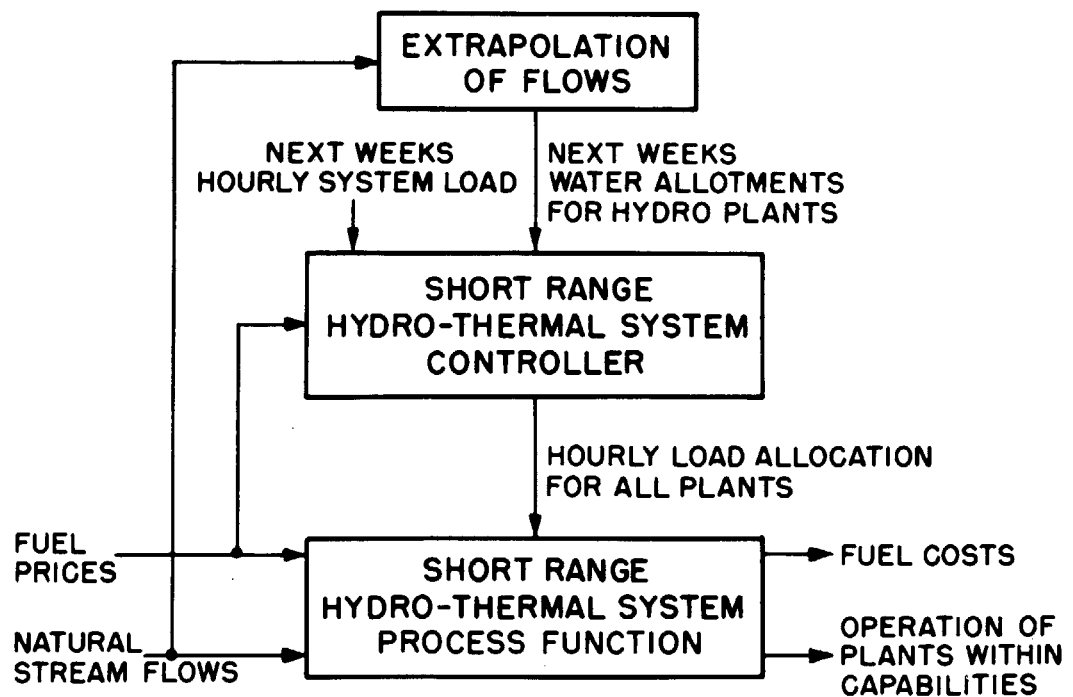 EXTRAPOLATION
OF FLOWS
NEXT WEEKS
HOURLY SYSTEM LOAD
NEXT WEEKS
WATER ALLOTMENTS
FOR HYDRO PLANTS
SHORT RANGE
HYDRO-THERMAL SYSTEM
CONTROLLER
HOURLY LOAD ALLOCATION
FOR ALL PLANTS
FUEL
PRICES
SHORT RANGE
HYDRO-THERMAL SYSTEM
PROCESS FUNCTION
FUEL COSTS
NATURAL
STREAM FLOWS
OPERATION OF
PLANTS WITHIN
CAPABILITIES